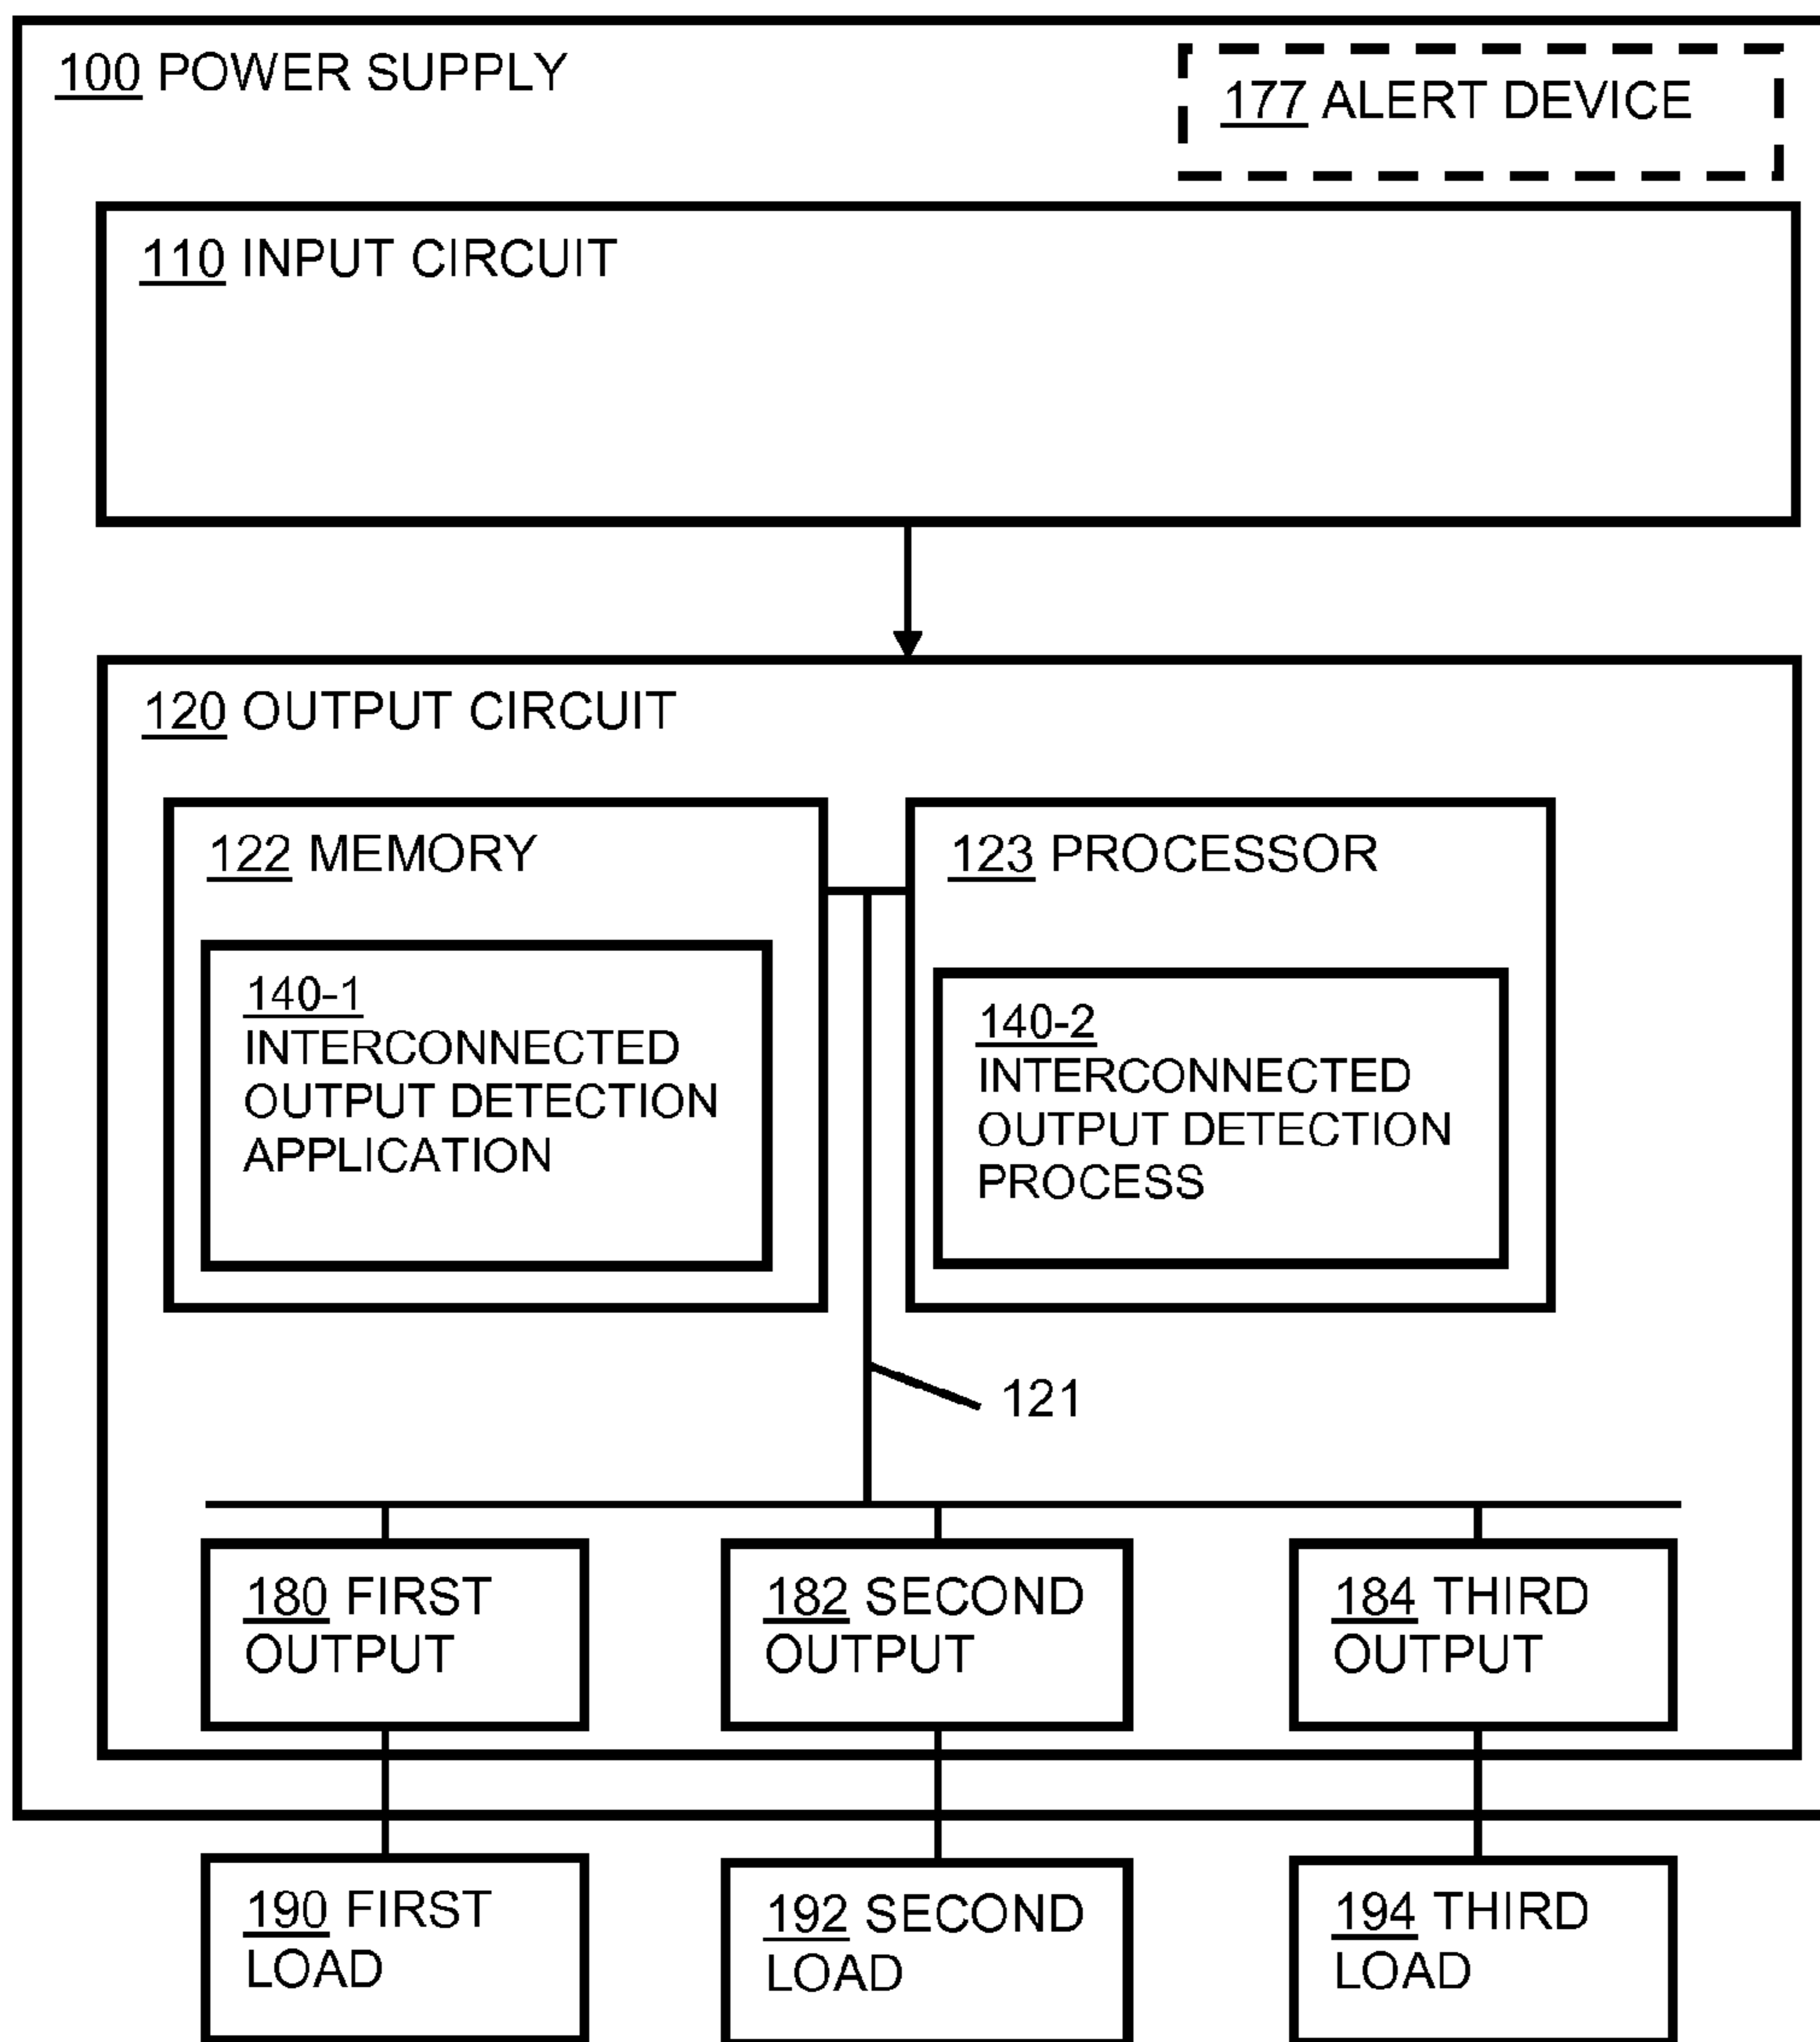 100 POWER SUPPLY
177 ALERT DEVICE
110 INPUT CIRCUIT
120 OUTPUT CIRCUIT
122 MEMORY
140-1
INTERCONNECTED
OUTPUT DETECTION
APPLICATION
123 PROCESSOR
140-2
INTERCONNECTED
OUTPUT DETECTION
PROCESS
121
180 FIRST
OUTPUT
182 SECOND
OUTPUT
184 THIRD
OUTPUT
190 FIRST
LOAD
192 SECOND
LOAD
194 THIRD
LOAD